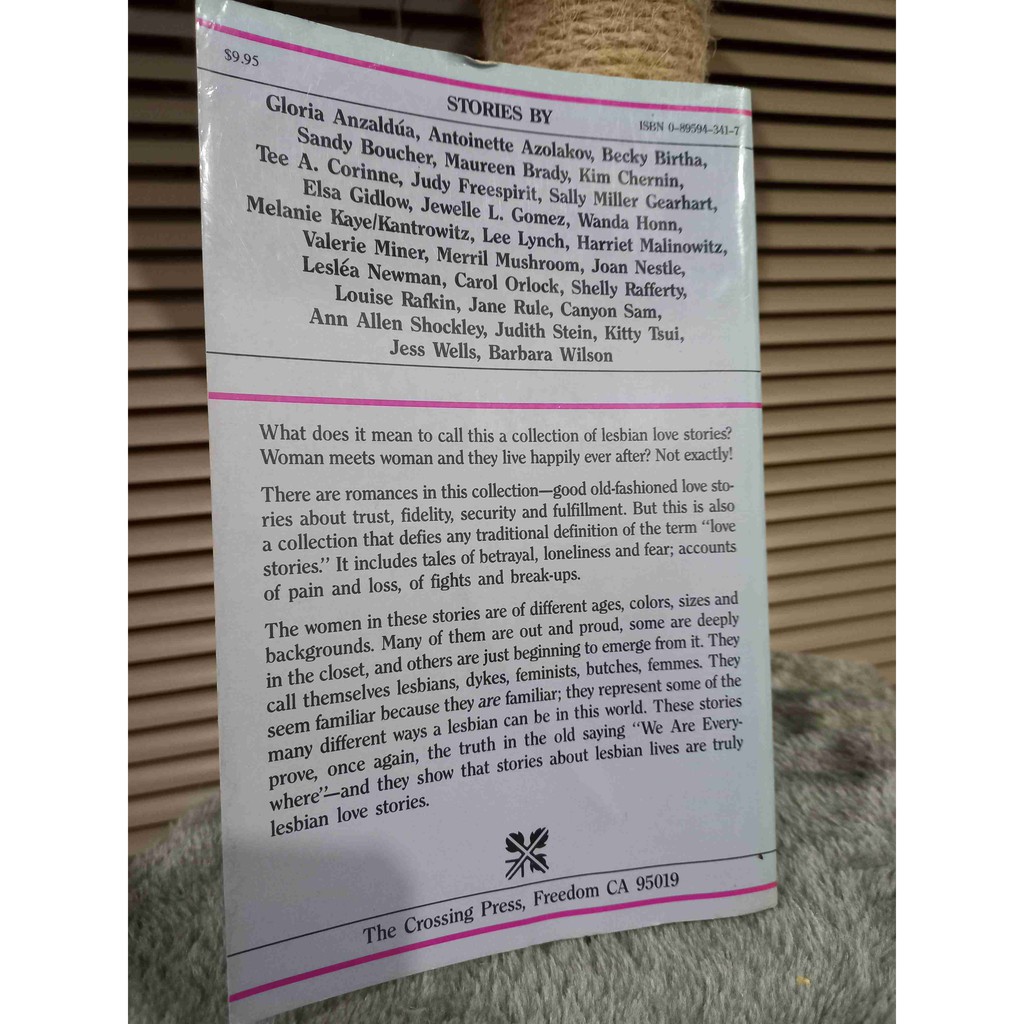 $9.95
STORIES BY
ISBN 0-89594-341-7
Gloria Anzaldúa, Antoinette Azolakov, Becky Birtha,
Sandy Boucher, Maureen Brady, Kim Chernin,
Tee A. Corinne, Judy Freespirit, Sally Miller Gearhart,
Elsa Gidlow, Jewelle L. Gomez, Wanda Honn,
Melanie Kaye/Kantrowitz, Lee Lynch, Harriet Malinowitz,
Valerie Miner, Merril Mushroom, Joan Nestle,
Lesléa Newman, Carol Orlock, Shelly Rafferty,
Louise Rafkin, Jane Rule, Canyon Sam,
Ann Allen Shockley, Judith Stein, Kitty Tsui,
Jess Wells, Barbara Wilson
What does it mean to call this a collection of lesbian love stories?
Woman meets woman and they live happily ever after? Not exactly!
There are romances in this collection—good old-fashioned love sto-
ries about trust, fidelity, security and fulfillment. But this is also
a collection that defies any traditional definition of the term “love
stories.” It includes tales of betrayal, loneliness and fear; accounts
of pain and loss, of fights and break-ups.
The women in these stories are of different ages, colors, sizes and
backgrounds. Many of them are out and proud, some are deeply
in the closet, and others are just beginning to emerge from it. They
call themselves lesbians, dykes, feminists, butches, femmes. They
seem familiar because they are familiar; they represent some of the
many different ways a lesbian can be in this world. These stories
prove, once again, the truth in the old saying “We Are Every-
where”—and they show that stories about lesbian lives are truly
lesbian love stories.
The Crossing Press, Freedom CA 95019